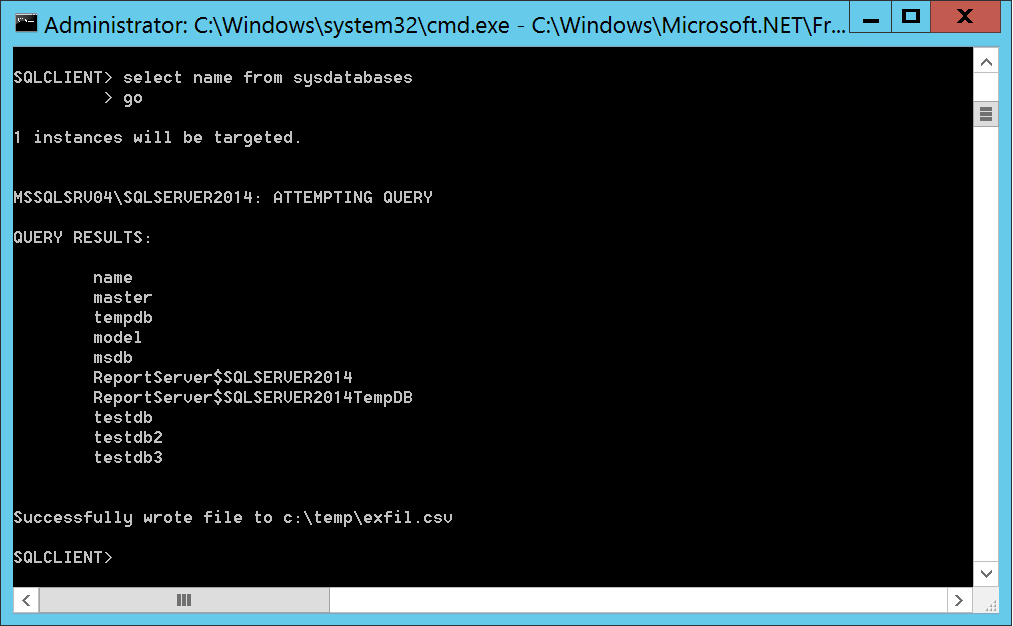 Administrator: C:\Windows\system32\cmd.exe - C:\Windows\Microsoft.NET\Fr...
SQLCLIENT> select name from sysdatabases
> go
1 instances will be targeted.
MSSQLSRV04\SQLSERVER2014: ATTEMPTING QUERY
QUERY RESULTS:
name
master
tempdb
model
msdb
ReportServer$SQLSERVER2014
ReportServer$SQLSERVER2014TempDB
testdb
testdb2
testdb3
Successfully wrote file to c:\temp\exfil.csv
SQLCLIENT>